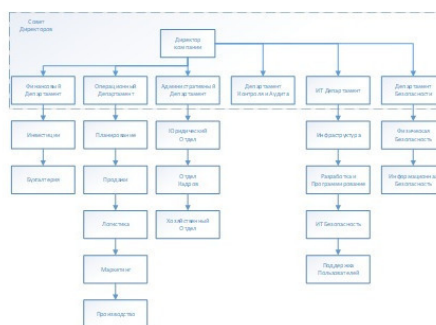 Совет
Директоров
Директор
компании
Финансовый
Департамент
Операционный
Департамент
Административный
Департамент
Департамент
Контроля и Аудита
ИТ Департамент
Департамент
Безопасности
Инвестиции
Планирование
Юридический
Отдел
Инфраструктура
Физическая
Безопасность
Бухгалтерия
Продажи
Отдел
Кадров
Разработка и
Программирование
Информационная
Безопасность
Логистика
Хозяйственный
Отдел
ИТ Безопасность
Маркетинг
Поддержка
Пользователей
Производство